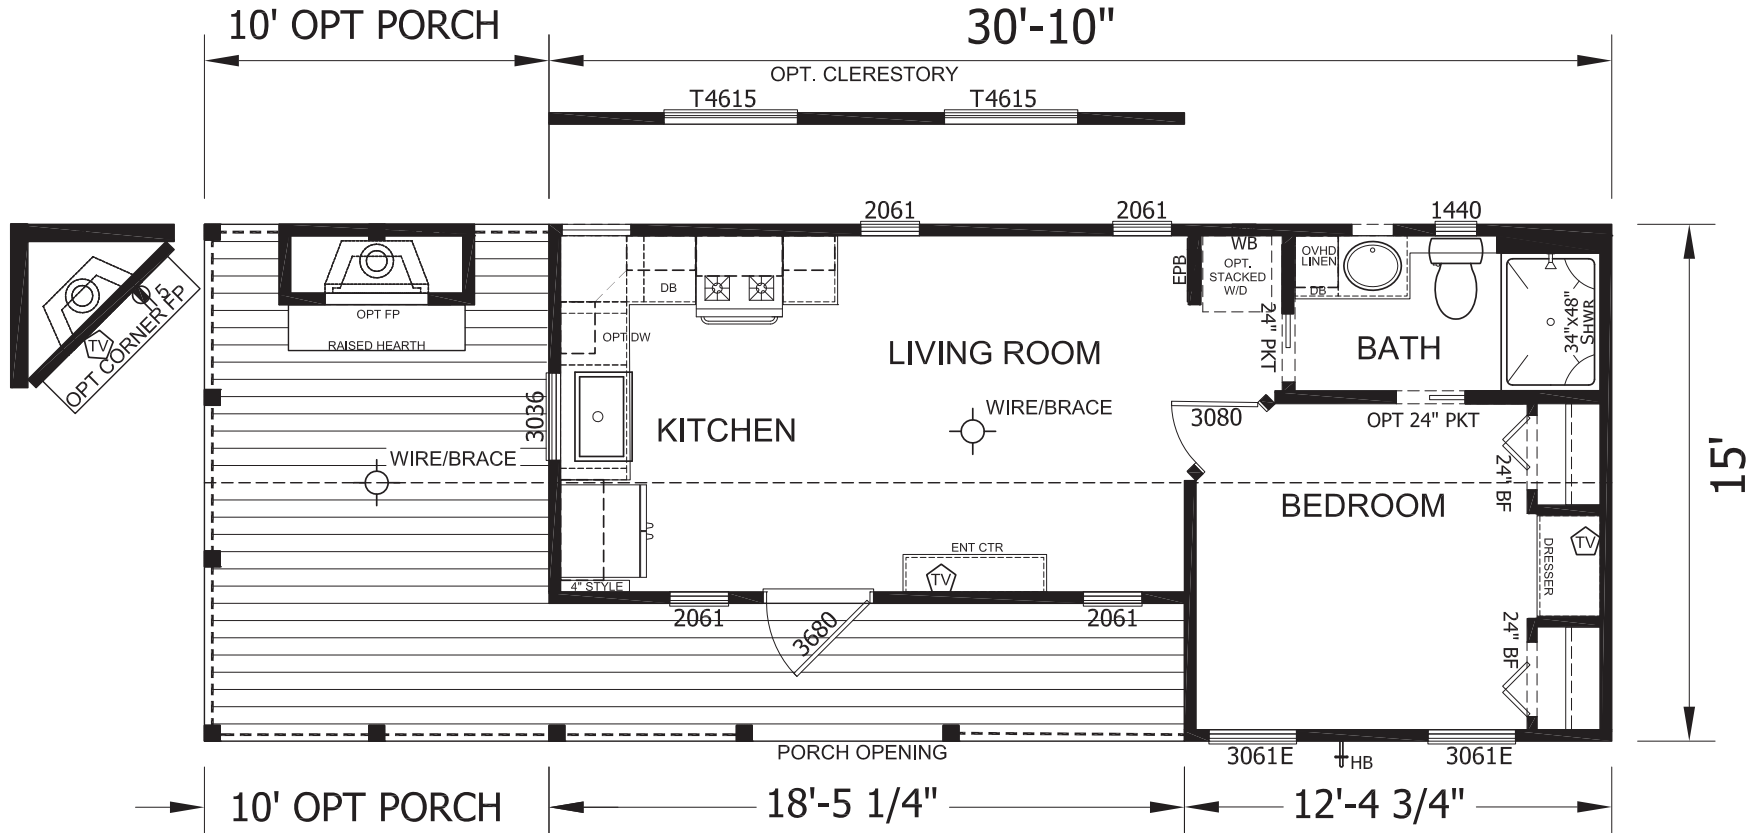 10' OPT PORCH
30'-10"
OPT. CLERESTORY
T4615
T4615
2061
2061
1440
WB
OPT.
STACKED
W/D
EPB
OVHD
LINEN
DB
DB
34"x48"
SHWR
5
OPT CORNER FP
TV
OPT FP
RAISED HEARTH
OPT DW
24" PKT
LIVING ROOM
BATH
3036
KITCHEN
WIRE/BRACE
3080
OPT 24" PKT
WIRE/BRACE
24" BF
BEDROOM
15'
ENT CTR
TV
DRESSER
TV
4" STYLE
2061
3680
2061
24" BF
PORCH OPENING
3061E
HB
3061E
10' OPT PORCH
18'-5 1/4"
12'-4 3/4"